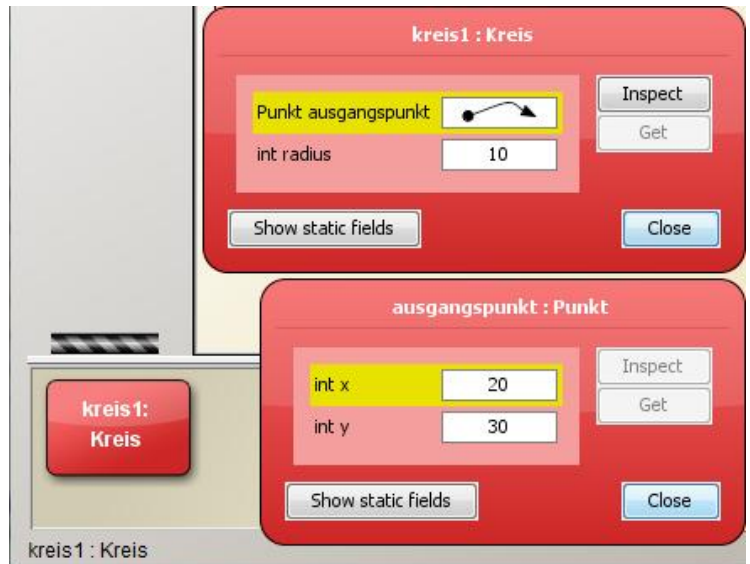 kreis1 : Kreis
Punkt ausgangspunkt
Inspect
Get
int radius 10
Show static fields Close
ausgangspunkt : Punkt
int x 20
Inspect
Get
int y 30
Show static fields Close
kreis1:
Kreis
kreis1 : Kreis